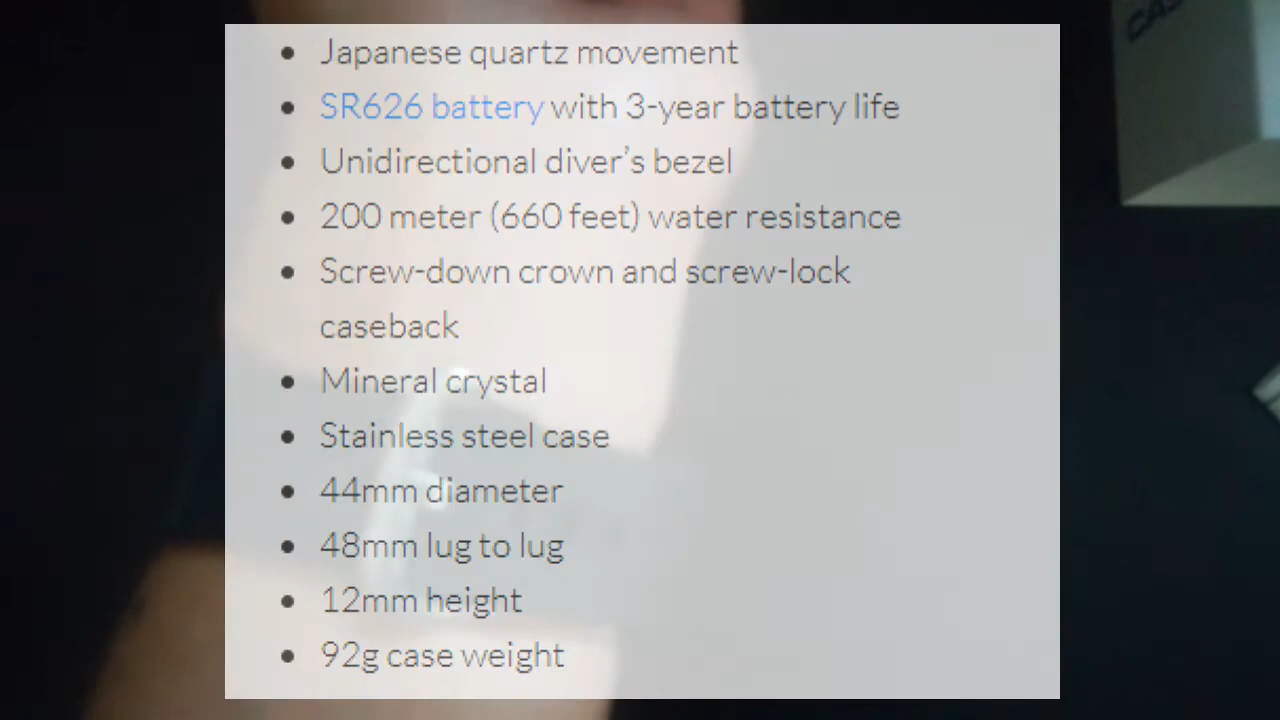 CAS
• Japanese quartz movement
• SR626 battery with 3-year battery life
• Unidirectional diver’s bezel
• 200 meter (660 feet) water resistance
• Screw-down crown and screw-lock
caseback
• Mineral crystal
• Stainless steel case
• 44mm diameter
• 48mm lug to lug
• 12mm height
• 92g case weight